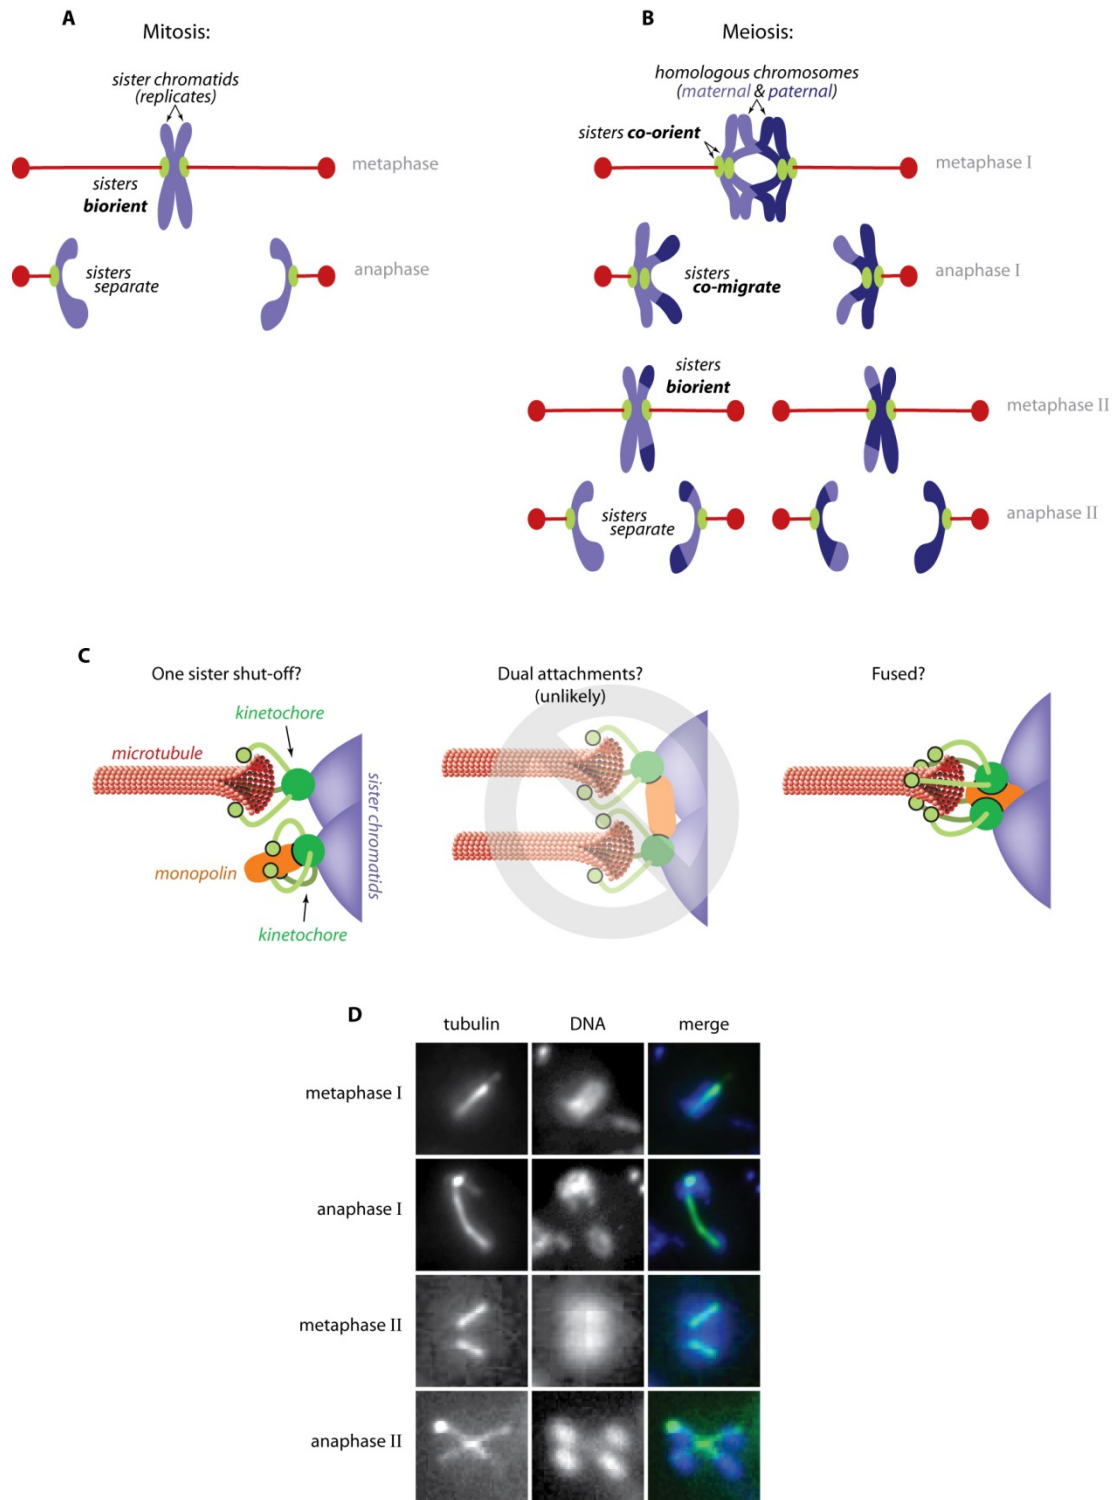 A
Mitosis:
sister chromatids
(replicates)
sisters
biorient
metaphase
sisters
separate
anaphase
B
Meiosis:
homologous chromosomes
(maternal & paternal)
sisters co-orient
metaphase I
sisters
co-migrate
anaphase I
sisters
biorient
metaphase II
sisters
separate
anaphase II
C
One sister shut-off?
kinetochore
microtubule
sister chromatids
monopolin
kinetochore
Dual attachments?
(unlikely)
Fused?
D
tubulin
DNA
merge
metaphase I
anaphase I
metaphase II
anaphase II